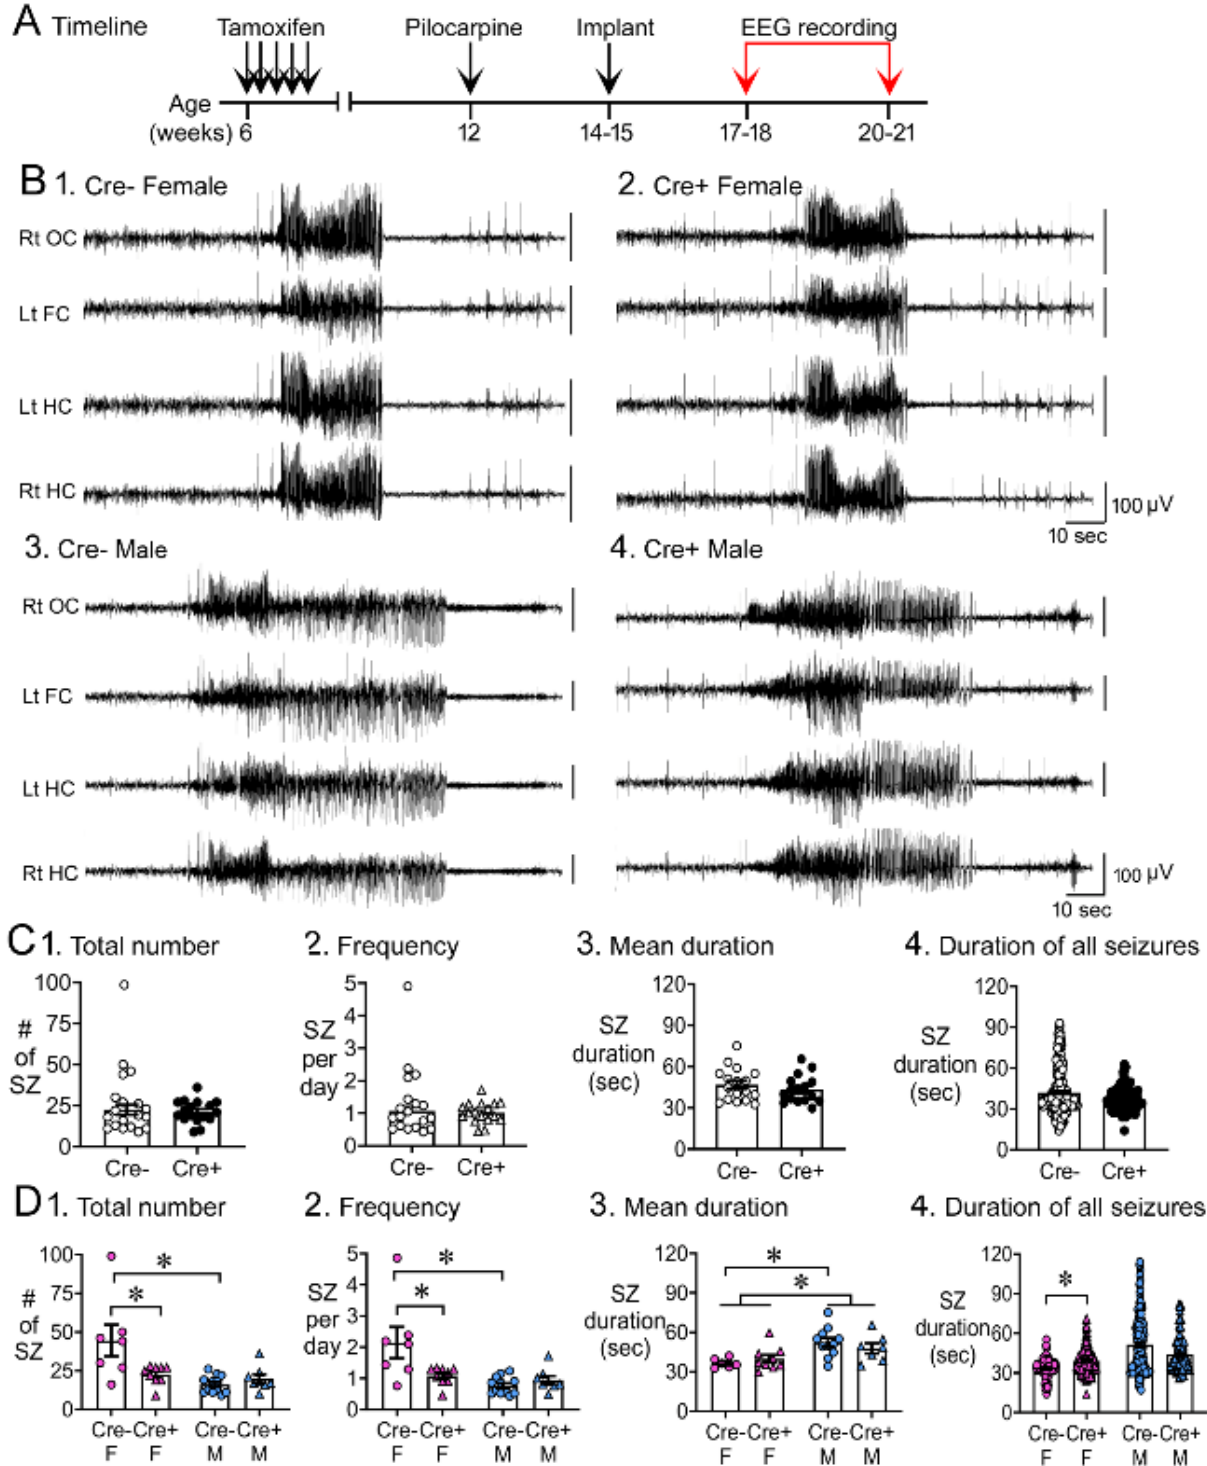 A Timeline Tamoxifen Pilocarpine Implant EEG recording
Age
(weeks) 6 12 14-15 17-18 20-21
B 1. Cre- Female 2. Cre+ Female
Rt OC
Lt FC
Lt HC
Rt HC
100 µV
10 sec
3. Cre- Male 4. Cre+ Male
Rt OC
Lt FC
Lt HC
Rt HC
100 µV
10 sec
C 1. Total number 2. Frequency 3. Mean duration 4. Duration of all seizures
# of SZ
100
75
50
25
0
Cre- Cre+
SZ per day
5
4
3
2
1
0
Cre- Cre+
SZ duration (sec)
120
90
60
30
0
Cre- Cre+
SZ duration (sec)
120
90
60
30
0
Cre- Cre+
D 1. Total number 2. Frequency 3. Mean duration 4. Duration of all seizures
# of SZ
100
75
50
25
0
* *
Cre- Cre+ Cre- Cre+
F F M M
SZ per day
5
4
3
2
1
0
* *
Cre- Cre+ Cre- Cre+
F F M M
SZ duration (sec)
120
90
60
30
0
* *
Cre- Cre+ Cre- Cre+
F F M M
SZ duration (sec)
120
90
60
30
0
*
Cre- Cre+ Cre- Cre+
F F M M